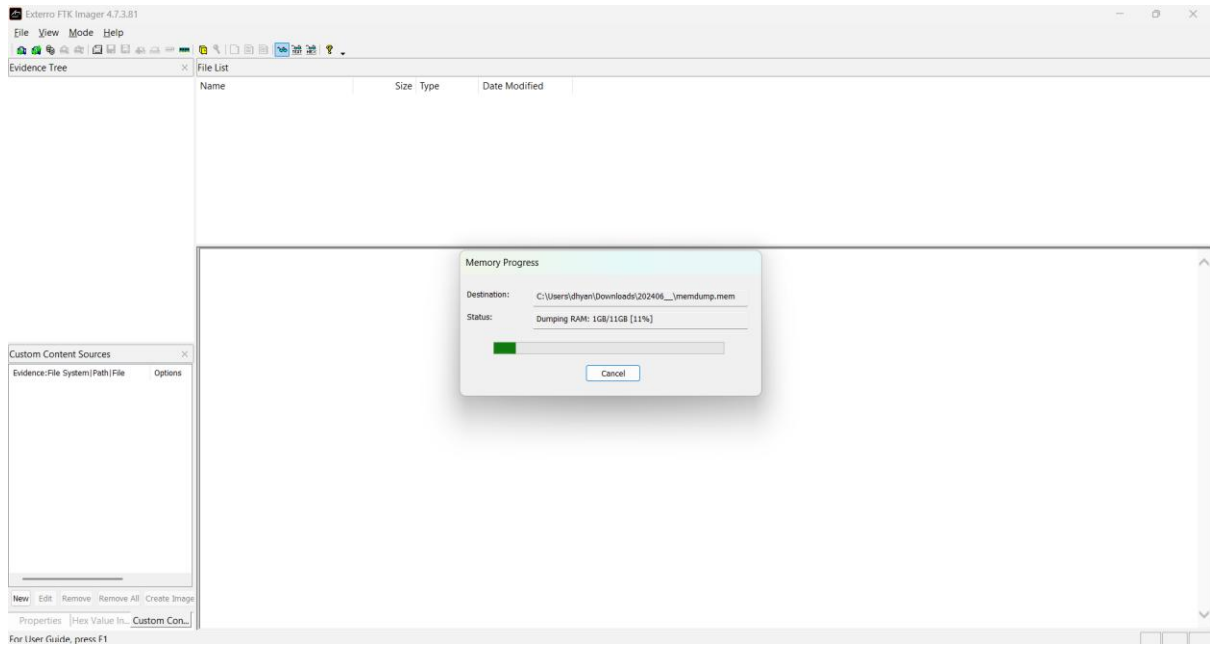 Exterro FTK Imager 4.7.3.81
File View Mode Help
Evidence Tree
File List
Name Size Type Date Modified
Memory Progress
Destination: C:\Users\dhyan\Downloads\202406__\memdump.mem
Status: Dumping RAM: 1GB/11GB [11%]
Cancel
Custom Content Sources
Evidence:File System|Path|File Options
New Edit Remove Remove All Create Image
Properties Hex Value In... Custom Con...
For User Guide, press F1